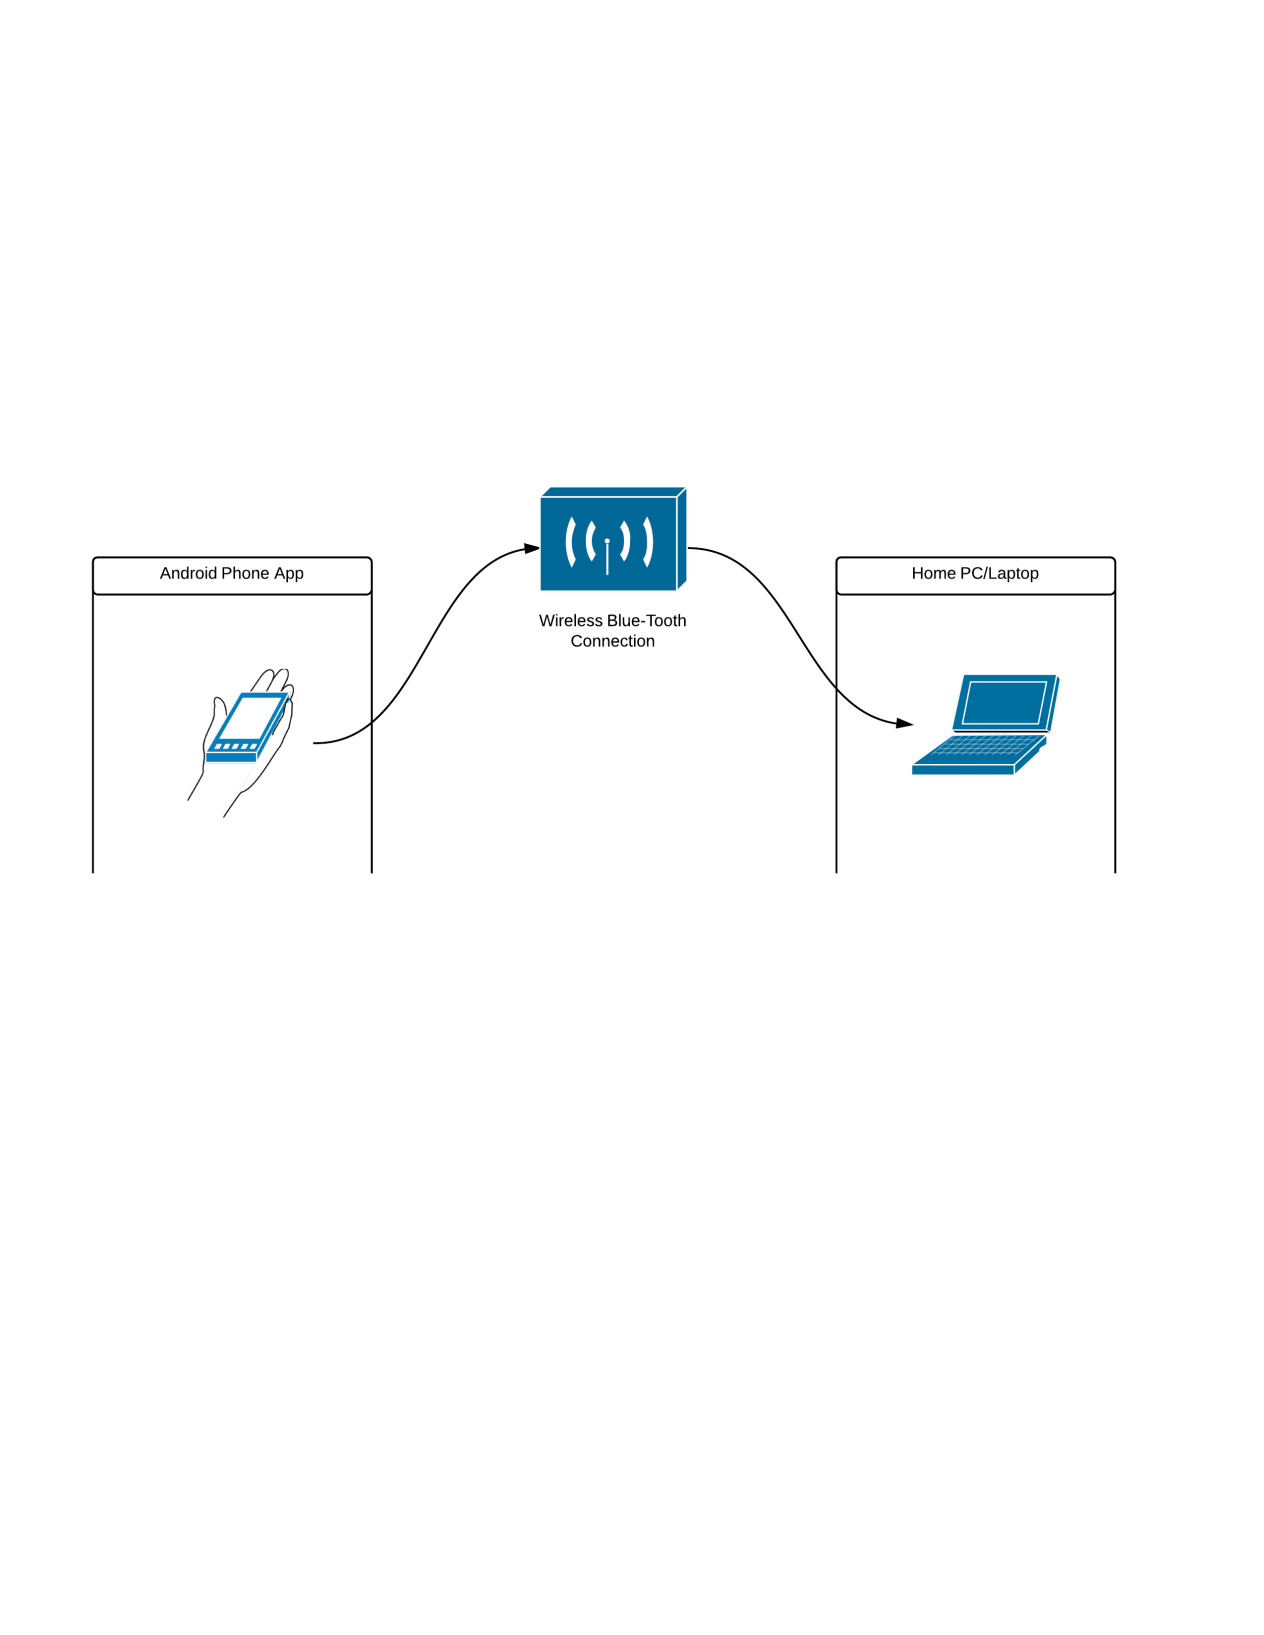 Android Phone App
Wireless Blue-Tooth
Connection
Home PC/Laptop